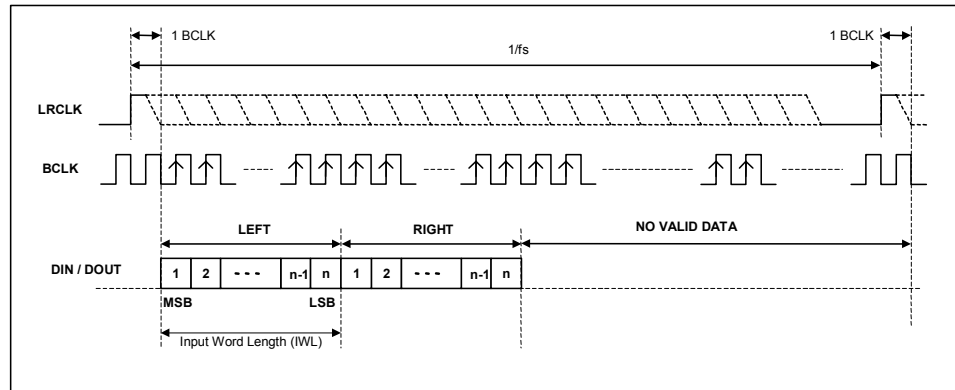 1 BCLK
1 BCLK
1/fs
LRCLK
BCLK
LEFT
RIGHT
NO VALID DATA
DIN / DOUT
1 2 - - - n-1 n 1 2 - - - n-1 n
MSB
LSB
Input Word Length (IWL)